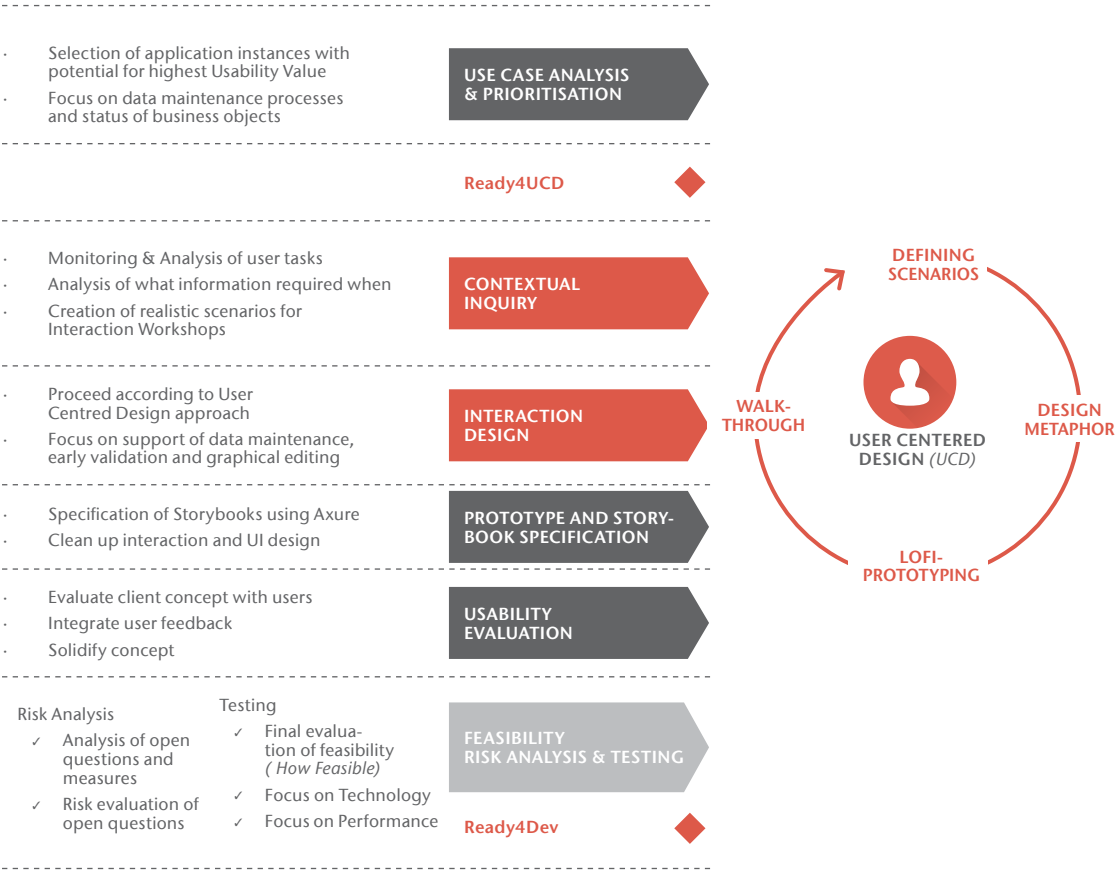 · Selection of application instances with
potential for highest Usability Value
· Focus on data maintenance processes
and status of business objects
USE CASE ANALYSIS
& PRIORITISATION
Ready4UCD
· Monitoring & Analysis of user tasks
· Analysis of what information required when
· Creation of realistic scenarios for
Interaction Workshops
CONTEXTUAL
INQUIRY
· Proceed according to User
Centred Design approach
· Focus on support of data maintenance,
early validation and graphical editing
INTERACTION
DESIGN
· Specification of Storybooks using Axure
· Clean up interaction and UI design
PROTOTYPE AND STORY-
BOOK SPECIFICATION
· Evaluate client concept with users
· Integrate user feedback
· Solidify concept
USABILITY
EVALUATION
Risk Analysis
✓ Analysis of open
questions and
measures
✓ Risk evaluation of
open questions
Testing
✓ Final evalua-
tion of feasibility
( How Feasible)
✓ Focus on Technology
✓ Focus on Performance
FEASIBILITY
RISK ANALYSIS & TESTING
Ready4Dev
DEFINING
SCENARIOS
DESIGN
METAPHOR
LOFI-
PROTOTYPING
WALK-
THROUGH
USER CENTERED
DESIGN (UCD)